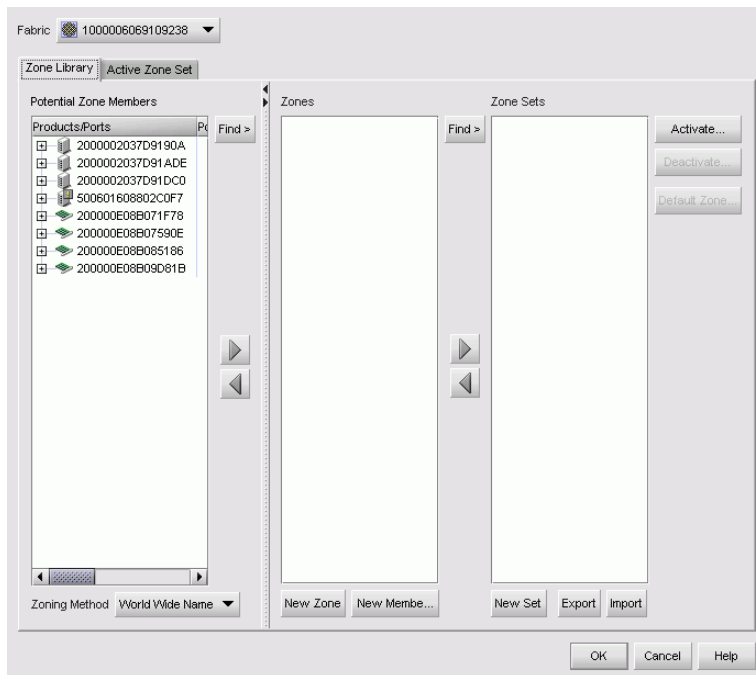 Fabric 1000006069109238
Zone Library Active Zone Set
Potential Zone Members
Products/Ports Po
2000002037D9190A
2000002037D91ADE
2000002037D91DC0
500601608802C0F7
200000E08B071F78
200000E08B07590E
200000E08B085186
200000E08B09D81B
Zoning Method World Wide Name
Find >
Zones
New Zone New Membe...
Find >
Zone Sets
New Set Export Import
Activate...
Deactivate...
Default Zone...
OK Cancel Help